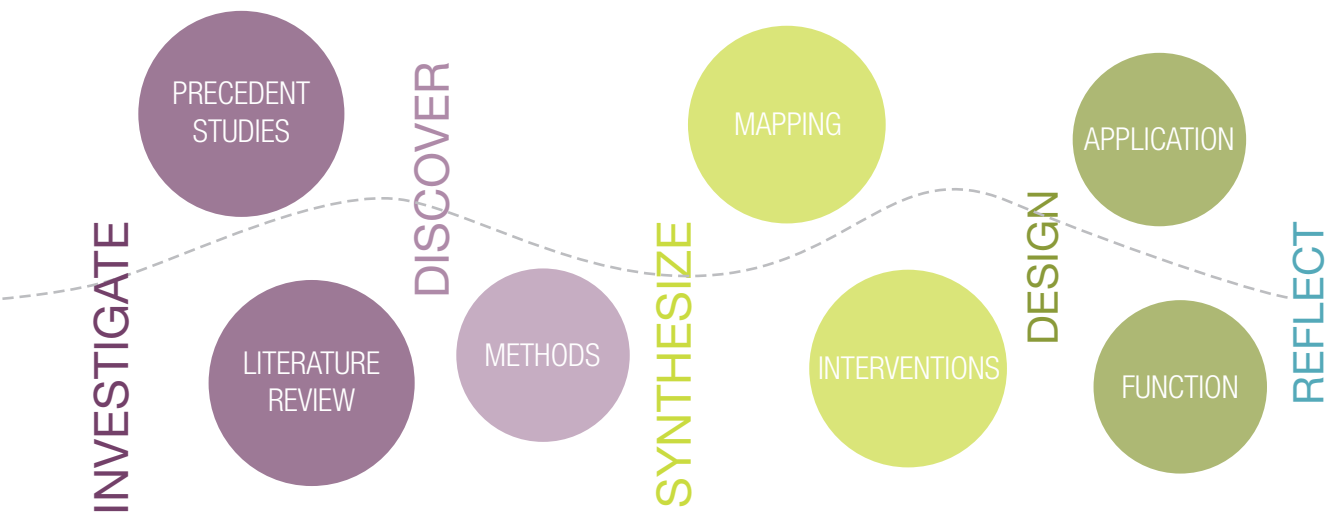 INVESTIGATE
PRECEDENT
STUDIES
LITERATURE
REVIEW
DISCOVER
METHODS
SYNTHESIZE
MAPPING
INTERVENTIONS
DESIGN
APPLICATION
FUNCTION
REFLECT